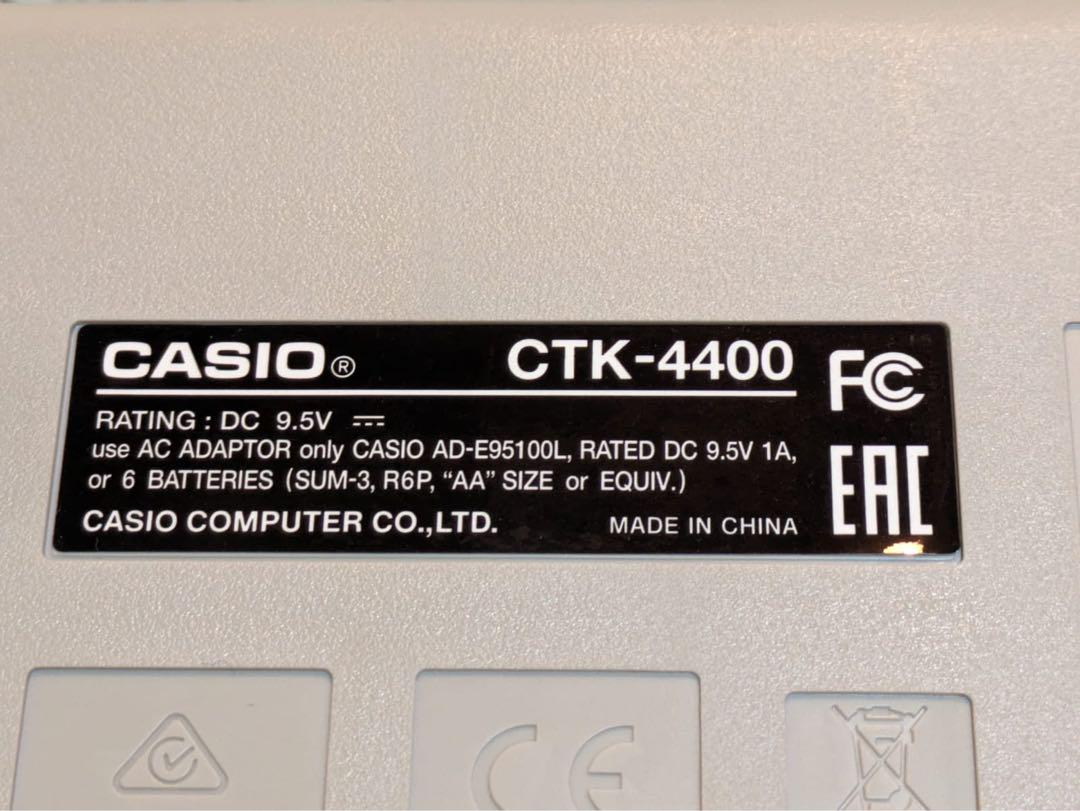 CASIO® CTK-4400
FC
RATING : DC 9.5V ⎓
use AC ADAPTOR only CASIO AD-E95100L, RATED DC 9.5V 1A,
or 6 BATTERIES (SUM-3, R6P, “AA” SIZE or EQUIV.)
EAC
CASIO COMPUTER CO.,LTD. MADE IN CHINA
CE